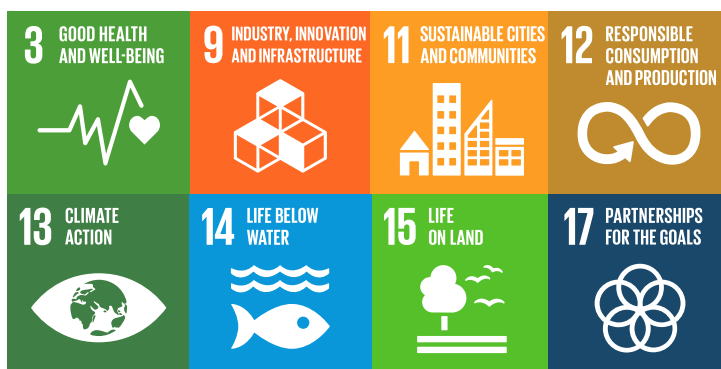 3 GOOD HEALTH
AND WELL-BEING
9 INDUSTRY, INNOVATION
AND INFRASTRUCTURE
11 SUSTAINABLE CITIES
AND COMMUNITIES
12 RESPONSIBLE
CONSUMPTION
AND PRODUCTION
13 CLIMATE
ACTION
14 LIFE BELOW
WATER
15 LIFE
ON LAND
17 PARTNERSHIPS
FOR THE GOALS